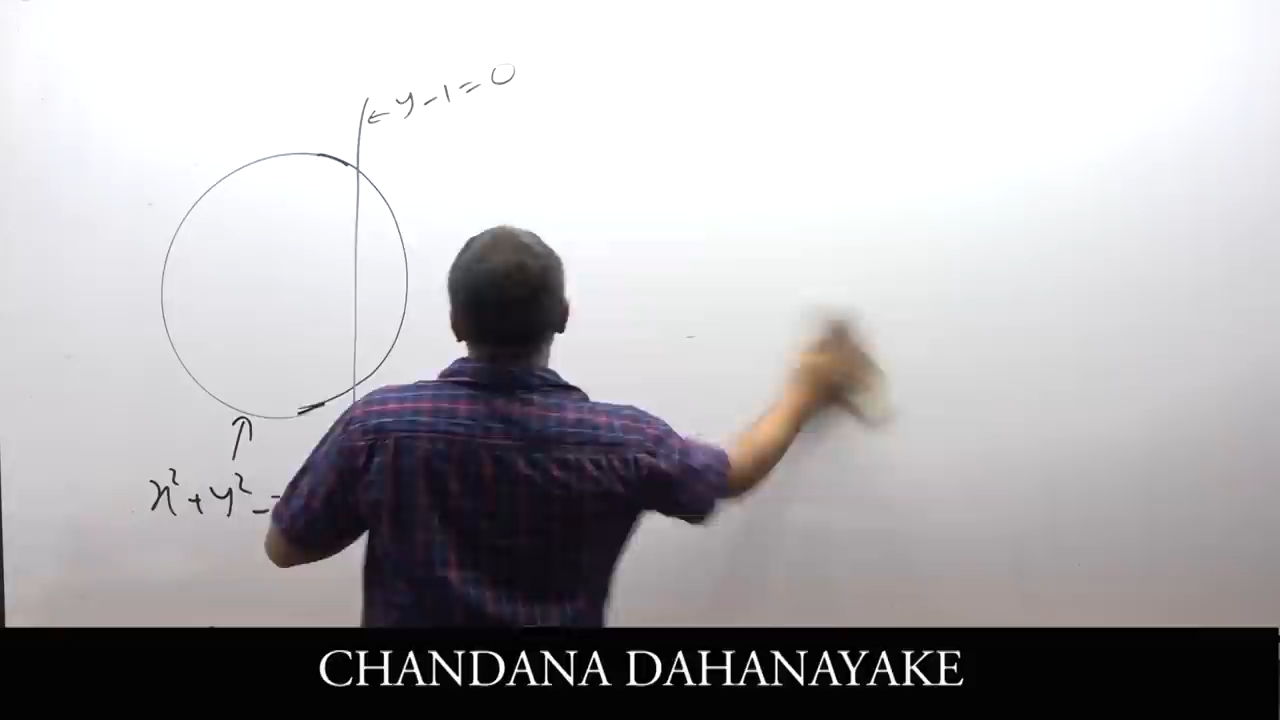 ← y - 1 = 0
x² + y² -
CHANDANA DAHANAYAKE